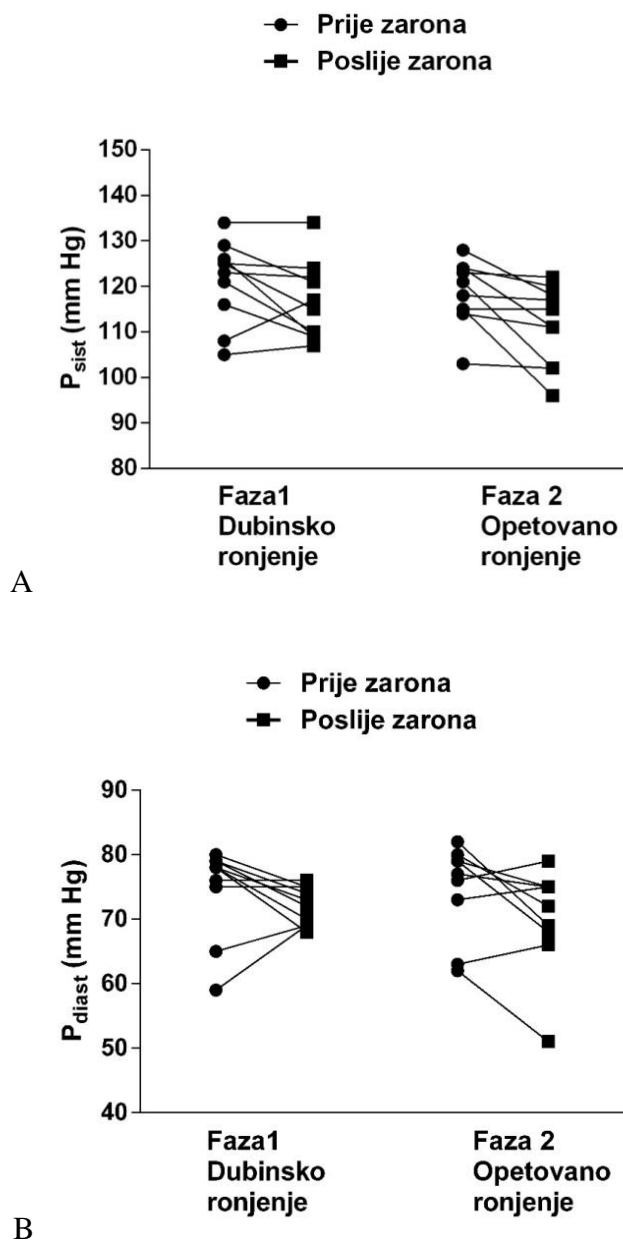 Prije zarona
Poslije zarona
150
140
130
120
110
100
90
80
P_sist (mm Hg)
Faza1
Dubinsko
ronjenje
Faza 2
Opetovano
ronjenje
A
Prije zarona
Poslije zarona
90
80
70
60
50
40
P_diast (mm Hg)
Faza1
Dubinsko
ronjenje
Faza 2
Opetovano
ronjenje
B